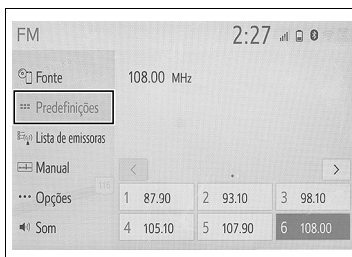 FM 2:27
Fonte 108.00 MHz
Predefinições
Lista de emissoras
Manual
Opções
Som
1 87.90 2 93.10 3 98.10
4 105.10 5 107.90 6 108.00
116